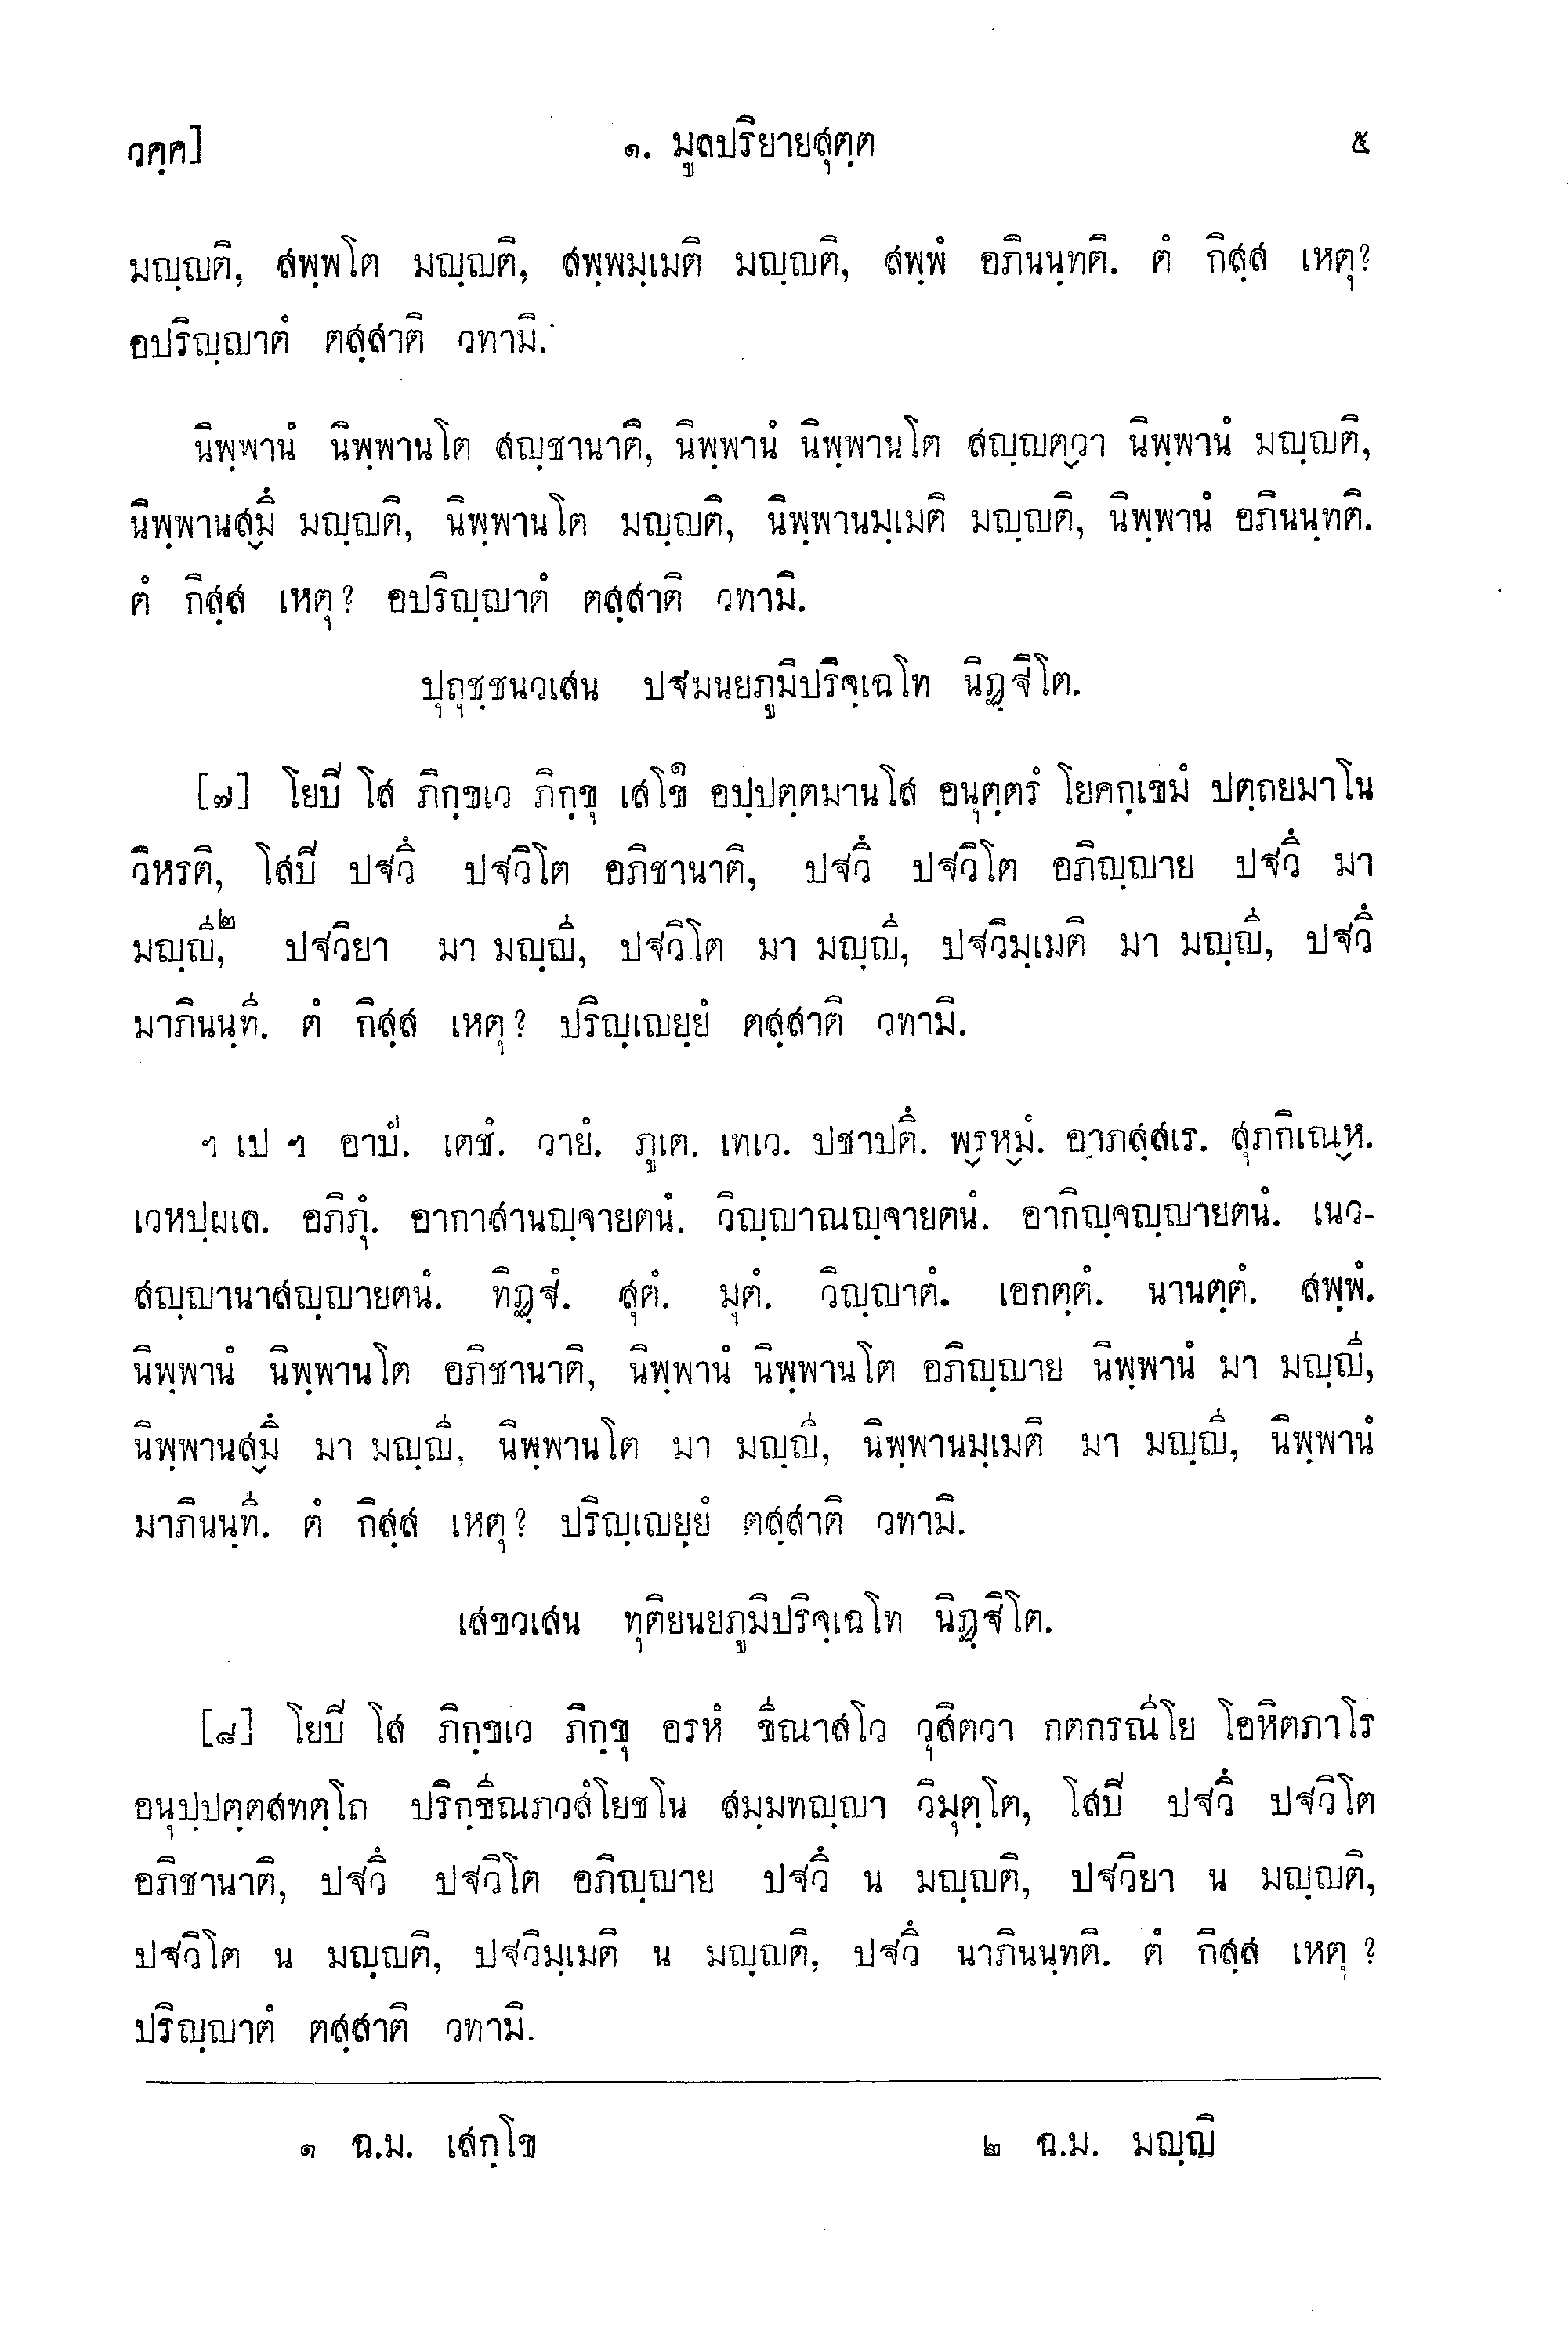 วคฺค] ๑. มูลปริยายสุตฺต ๕
มญฺญติ, สพฺพโต มญฺญติ, สพฺพมฺเมติ มญฺญติ, สพฺพํ อภินนฺทติ. ตํ กิสฺส เหตุ?
อปริญฺญาตํ ตสฺสาติ วทามิ.
นิพฺพานํ นิพฺพานโต สญฺชานาติ, นิพฺพานํ นิพฺพานโต สญฺญตฺวา นิพฺพานํ มญฺญติ,
นิพฺพานสฺมึ มญฺญติ, นิพฺพานโต มญฺญติ, นิพฺพานมฺเมติ มญฺญติ, นิพฺพานํ อภินนฺทติ.
ตํ กิสฺส เหตุ? อปริญฺญาตํ ตสฺสาติ วทามิ.
ปุถุชฺชนวเสน ปฐมนยภูมิปริจฺเฉโท นิฏฺฐิโต.
[๗] โยปิ โส ภิกฺขเว ภิกฺขุ เสโข๑ อปฺปตฺตมานโส อนุตฺตรํ โยคกฺเขมํ ปตฺถยมาโน
วิหรติ, โสปิ ปฐวึ ปฐวิโต อภิชานาติ, ปฐวึ ปฐวิโต อภิญฺญาย ปฐวึ มา
มญฺญี,๒ ปฐวิยา มา มญฺญี, ปฐวิโต มา มญฺญี, ปฐวิมฺเมติ มา มญฺญี, ปฐวึ
มาภินนฺที. ตํ กิสฺส เหตุ? ปริญฺเญยฺยํ ตสฺสาติ วทามิ.
ฯ เป ฯ อาปํ. เตชํ. วายํ. ภูเต. เทเว. ปชาปตึ. พฺรหฺมํ. อาภสฺสเร. สุภกิเณฺห.
เวหปฺผเล. อภิภุํ. อากาสานญฺจายตนํ. วิญฺญาณญฺจายตนํ. อากิญฺจญฺญายตนํ. เนว-
สญฺญานาสญฺญายตนํ. ทิฏฺฐํ. สุตํ. มุตํ. วิญฺญาตํ. เอกตฺตํ. นานตฺตํ. สพฺพํ.
นิพฺพานํ นิพฺพานโต อภิชานาติ, นิพฺพานํ นิพฺพานโต อภิญฺญาย นิพฺพานํ มา มญฺญี,
นิพฺพานสฺมึ มา มญฺญี, นิพฺพานโต มา มญฺญี, นิพฺพานมฺเมติ มา มญฺญี, นิพฺพานํ
มาภินนฺที. ตํ กิสฺส เหตุ? ปริญฺเญยฺยํ ตสฺสาติ วทามิ.
เสขวเสน ทุติยนยภูมิปริจฺเฉโท นิฏฺฐิโต.
[๘] โยปิ โส ภิกฺขเว ภิกฺขุ อรหํ ขีณาสโว วุสิตวา กตกรณีโย โอหิตภาโร
อนุปฺปตฺตสทตฺโถ ปริกฺขีณภวสํโยชโน สมฺมทญฺญา วิมุตฺโต, โสปิ ปฐวึ ปฐวิโต
อภิชานาติ, ปฐวึ ปฐวิโต อภิญฺญาย ปฐวึ น มญฺญติ, ปฐวิยา น มญฺญติ,
ปฐวิโต น มญฺญติ, ปฐวิมฺเมติ น มญฺญติ, ปฐวึ นาภินนฺทติ. ตํ กิสฺส เหตุ ?
ปริญฺญาตํ ตสฺสาติ วทามิ.
๑ ฉ.ม. เสกฺโข ๒ ฉ.ม. มญฺญิ